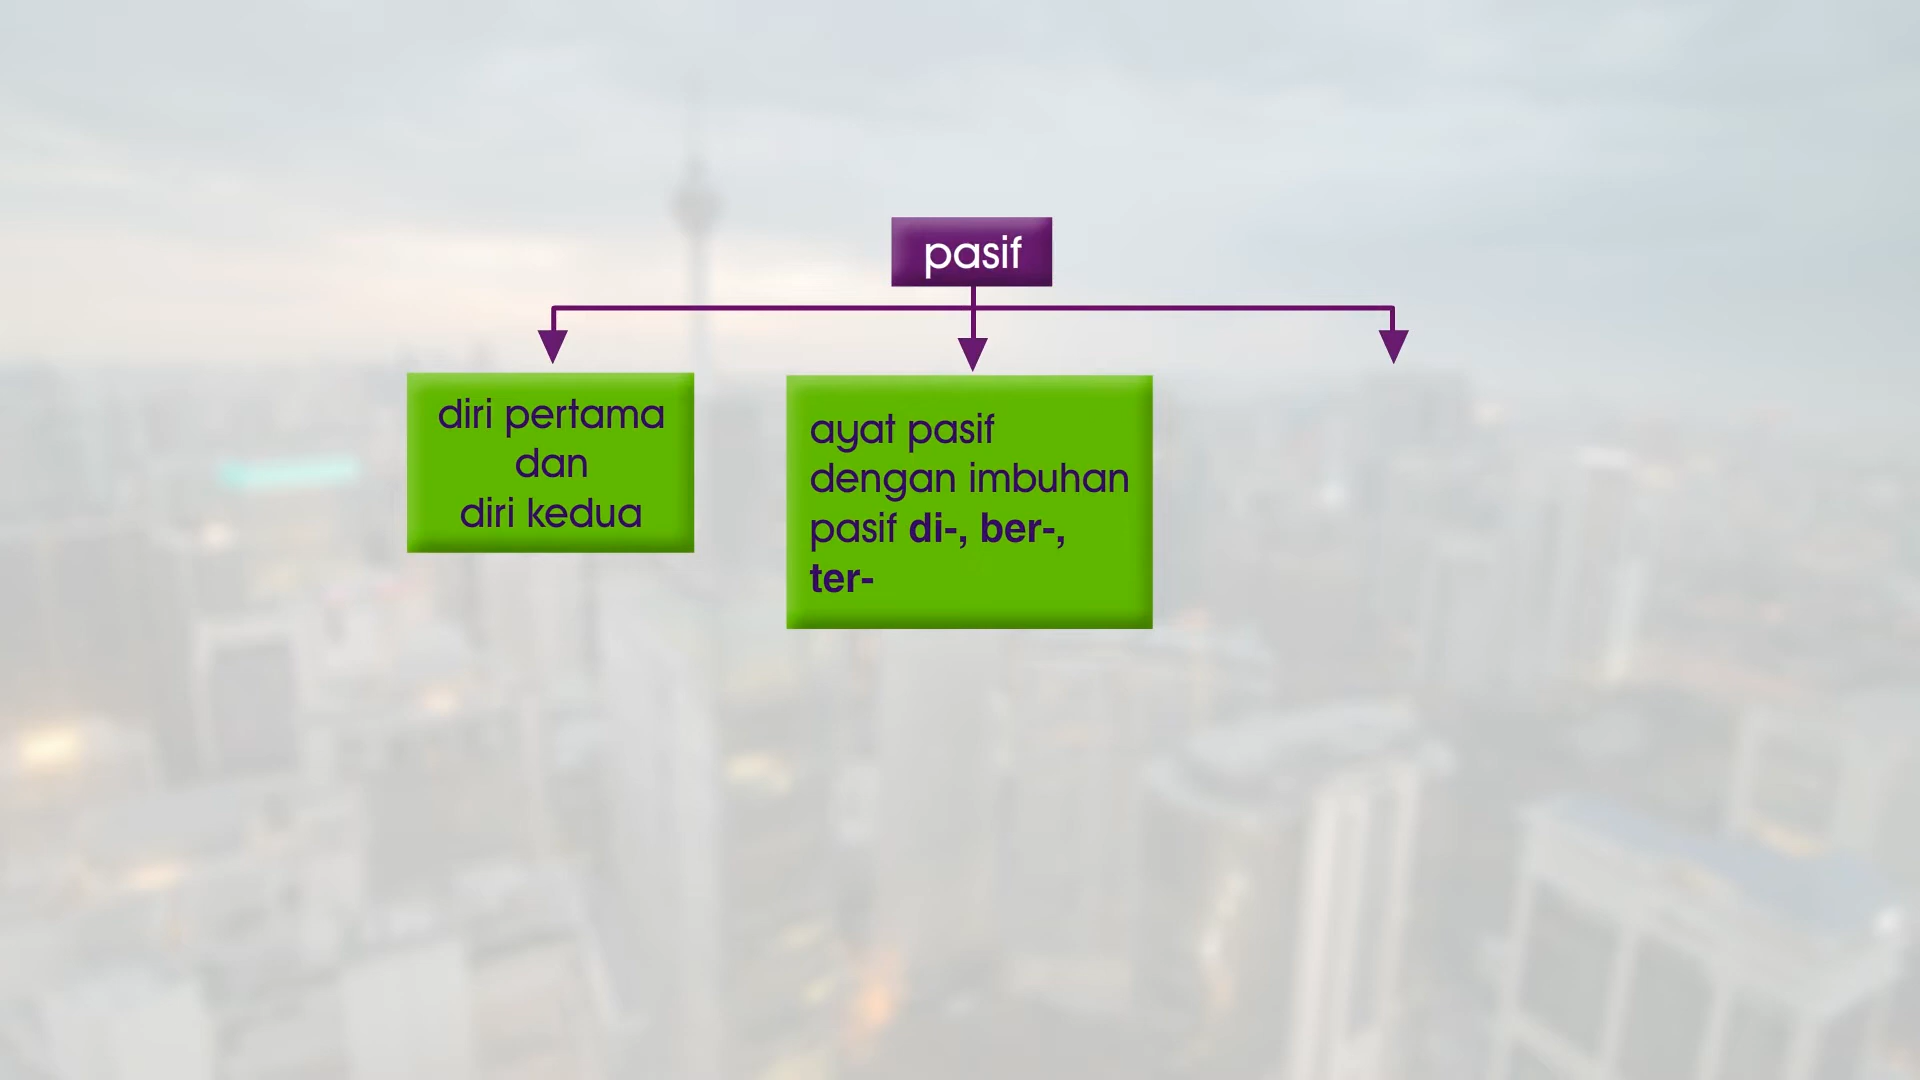 pasif
diri pertama
dan
diri kedua
ayat pasif
dengan imbuhan
pasif di-, ber-,
ter-